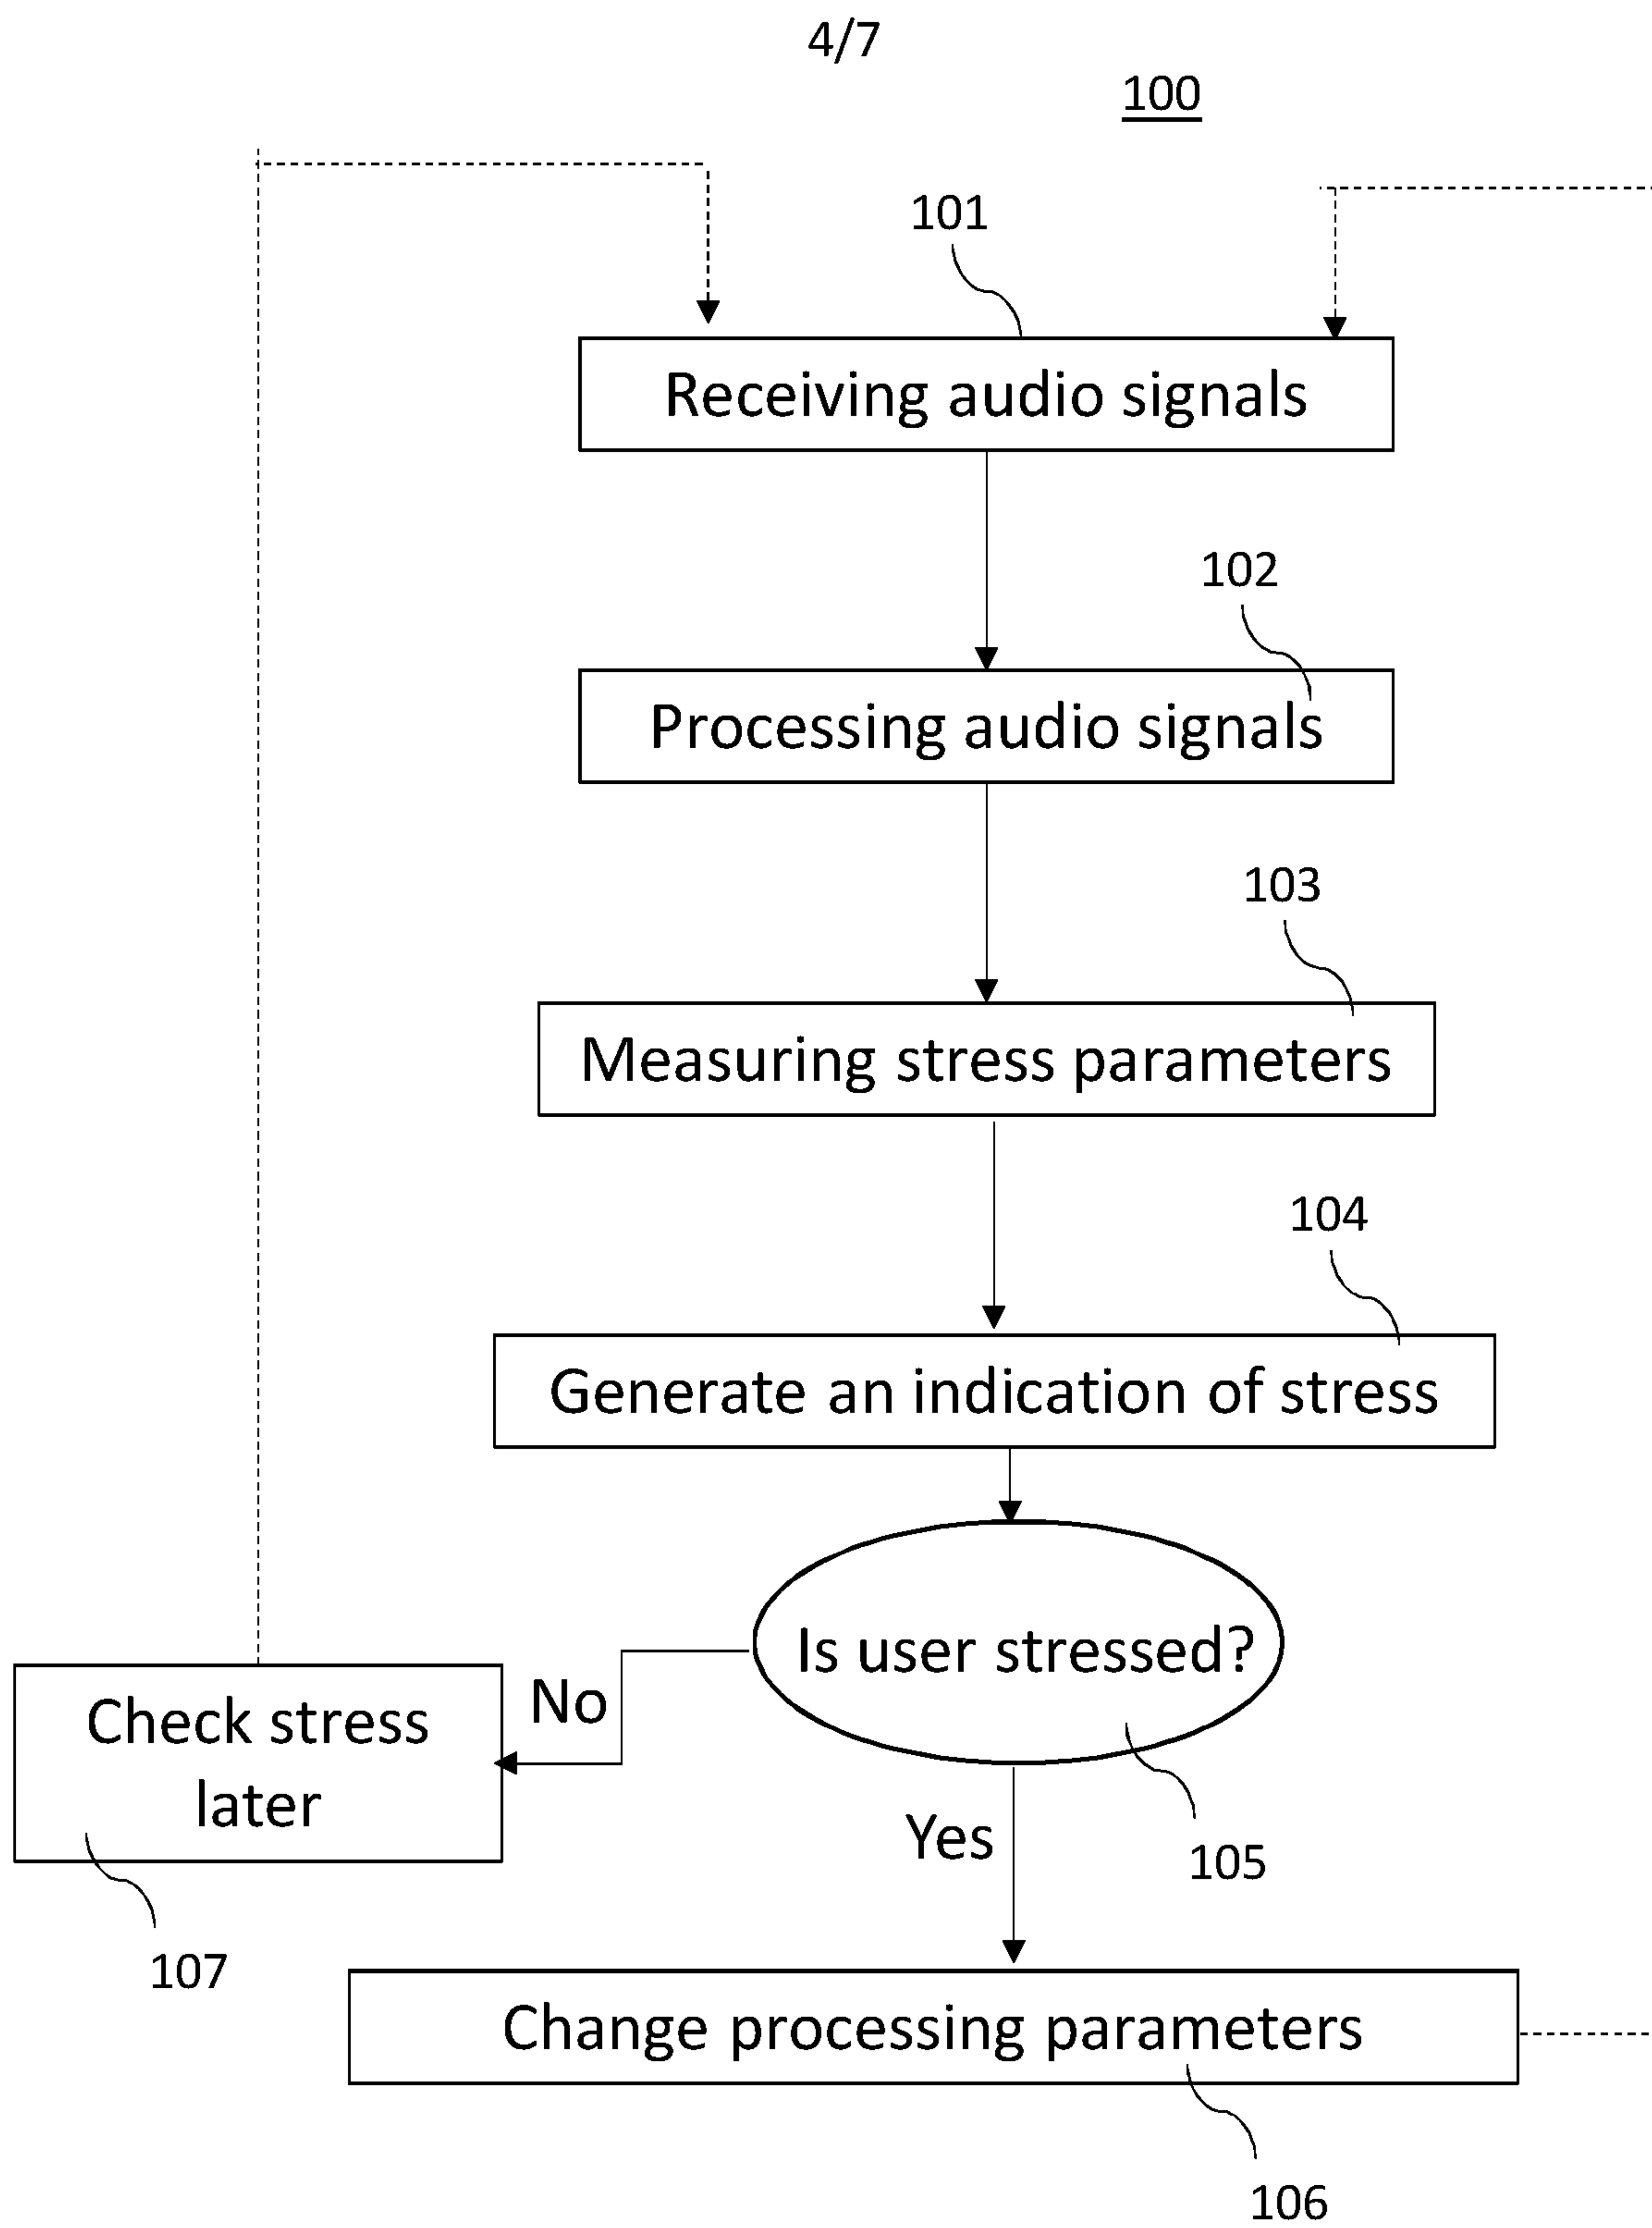 4/7
100
101
Receiving audio signals
102
Processing audio signals
103
Measuring stress parameters
104
Generate an indication of stress
Is user stressed?
No
Check stress
later
Yes
105
107
Change processing parameters
106